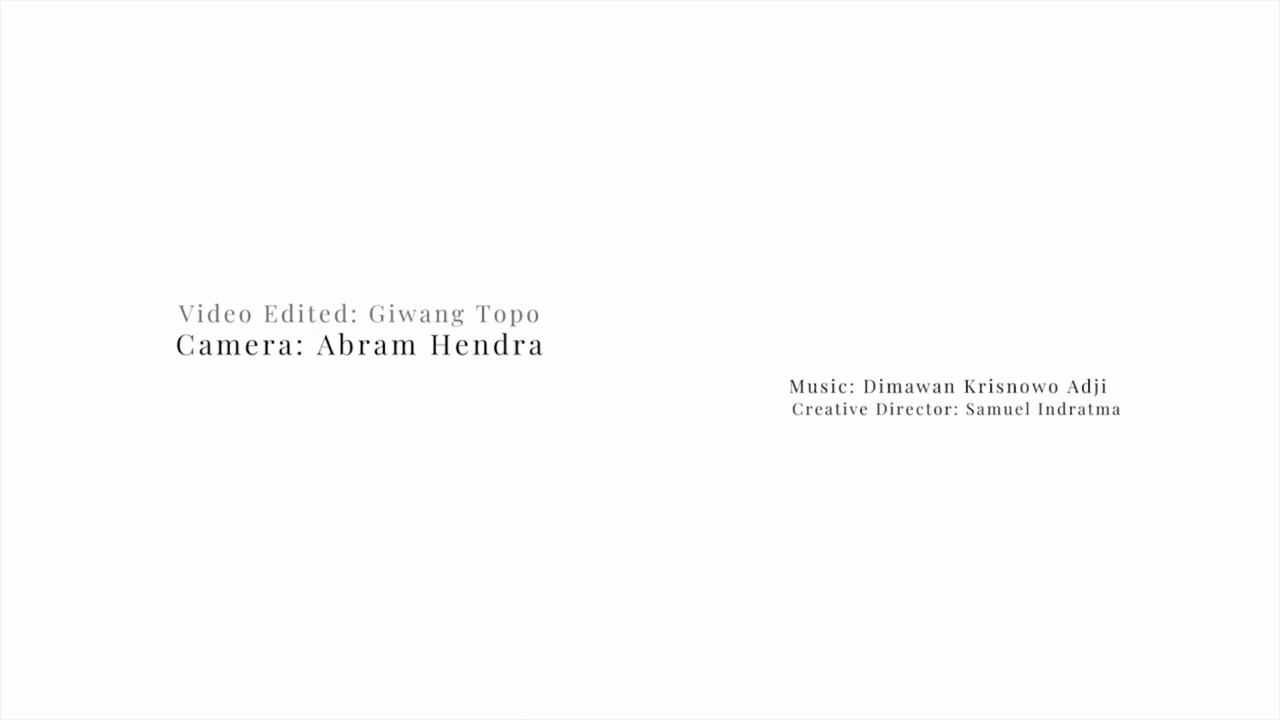 Video Edited: Giwang Topo
Camera: Abram Hendra
Music: Dimawan Krisnowo Adji
Creative Director: Samuel Indratma